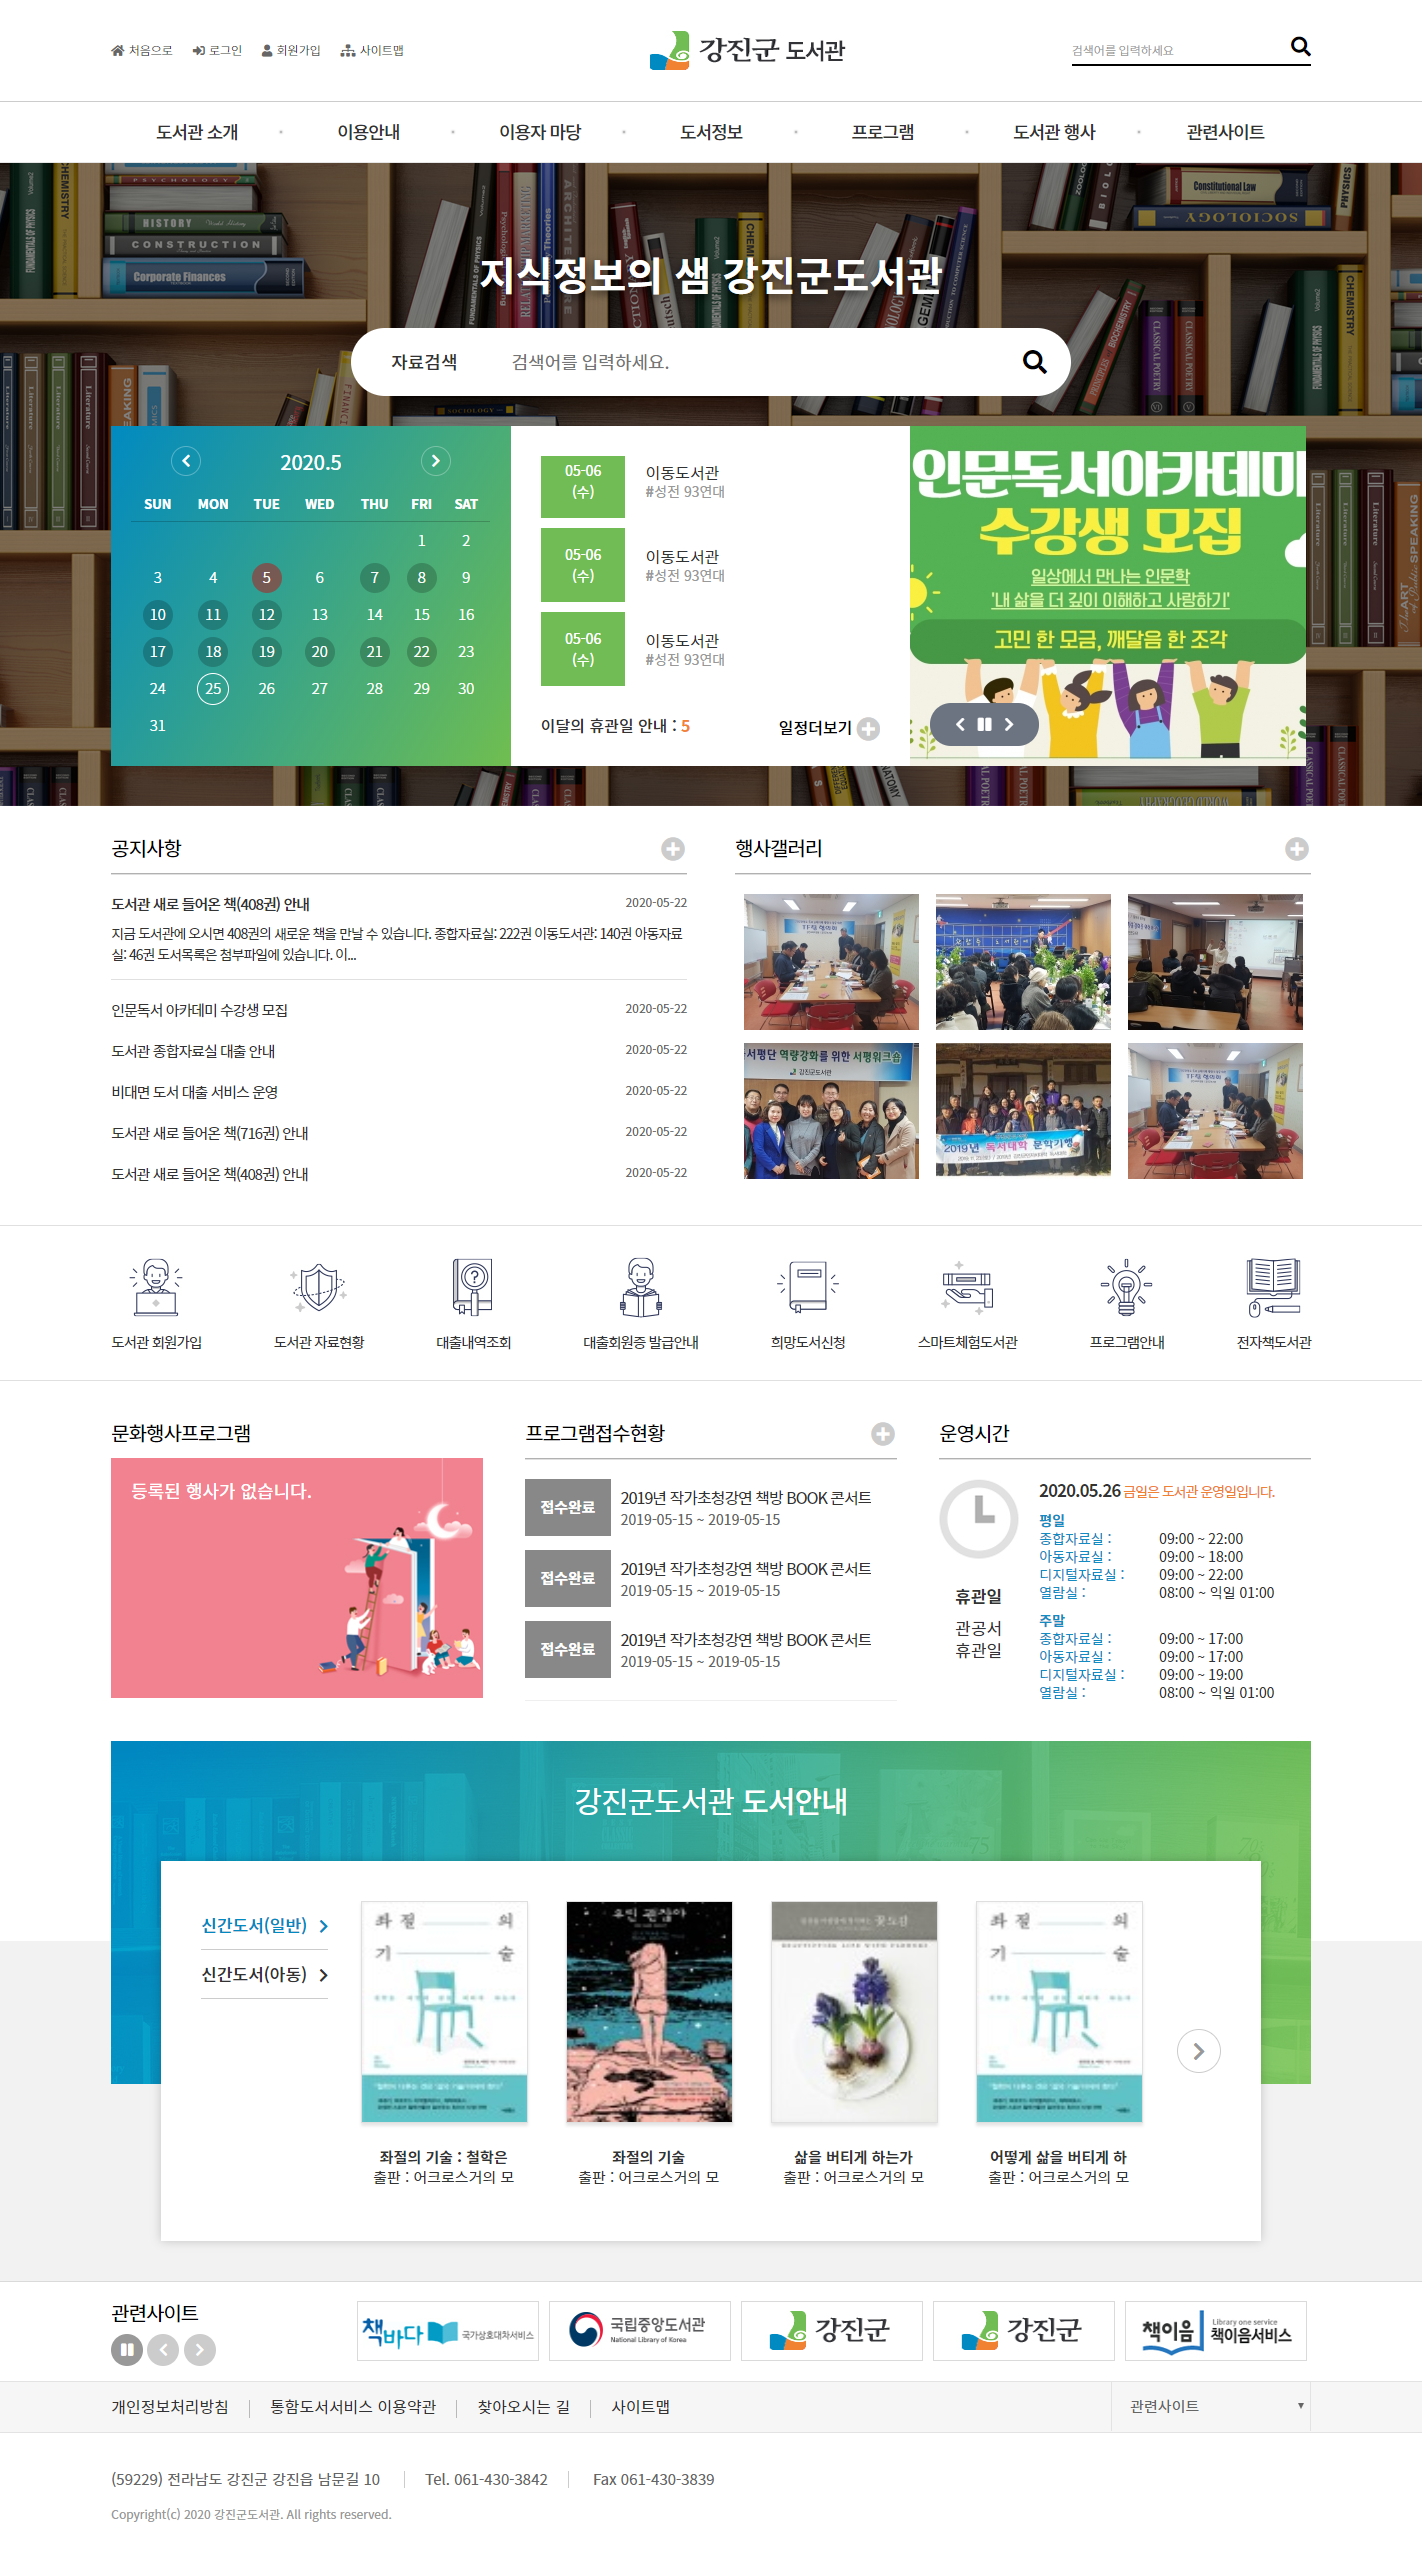 처음으로 로그인 회원가입 사이트맵
강진군 도서관
검색어를 입력하세요
도서관 소개 이용안내 이용자 마당 도서정보 프로그램 도서관 행사 관련사이트
지식정보의 샘 강진군도서관
자료검색 검색어를 입력하세요.
2020.5
SUN MON TUE WED THU FRI SAT
1 2
3 4 5 6 7 8 9
10 11 12 13 14 15 16
17 18 19 20 21 22 23
24 25 26 27 28 29 30
31
05-06
(수)
이동도서관
#성전 93연대
05-06
(수)
이동도서관
#성전 93연대
05-06
(수)
이동도서관
#성전 93연대
이달의 휴관일 안내 : 5
일정더보기
인문독서아카데미
수강생 모집
일상에서 만나는 인문학
'내 삶을 더 깊이 이해하고 사랑하기'
고민 한 모금, 깨달음 한 조각
공지사항
도서관 새로 들어온 책(408권) 안내 2020-05-22
지금 도서관에 오시면 408권의 새로운 책을 만날 수 있습니다. 종합자료실: 222권 이동도서관: 140권 아동자료
실: 46권 도서목록은 첨부파일에 있습니다. 이...
인문독서 아카데미 수강생 모집 2020-05-22
도서관 종합자료실 대출 안내 2020-05-22
비대면 도서 대출 서비스 운영 2020-05-22
도서관 새로 들어온 책(716권) 안내 2020-05-22
도서관 새로 들어온 책(408권) 안내 2020-05-22
행사갤러리
서평단 역량강화를 위한 서평워크숍
강진군도서관
2019년 독서대학 문학기행
도서관 회원가입 도서관 자료현황 대출내역조회 대출회원증 발급안내 희망도서신청 스마트체험도서관 프로그램안내 전자책도서관
문화행사프로그램
등록된 행사가 없습니다.
프로그램접수현황
접수완료
2019년 작가초청강연 책방 BOOK 콘서트
2019-05-15 ~ 2019-05-15
접수완료
2019년 작가초청강연 책방 BOOK 콘서트
2019-05-15 ~ 2019-05-15
접수완료
2019년 작가초청강연 책방 BOOK 콘서트
2019-05-15 ~ 2019-05-15
운영시간
휴관일
관공서
휴관일
2020.05.26 금일은 도서관 운영일입니다.
평일
종합자료실 : 09:00 ~ 22:00
아동자료실 : 09:00 ~ 18:00
디지털자료실 : 09:00 ~ 22:00
열람실 : 08:00 ~ 익일 01:00
주말
종합자료실 : 09:00 ~ 17:00
아동자료실 : 09:00 ~ 17:00
디지털자료실 : 09:00 ~ 19:00
열람실 : 08:00 ~ 익일 01:00
강진군도서관 도서안내
신간도서(일반)
신간도서(아동)
좌절의
기술
꽃도감
좌절의
기술
좌절의 기술 : 철학은
출판 : 어크로스거의 모
좌절의 기술
출판 : 어크로스거의 모
삶을 버티게 하는가
출판 : 어크로스거의 모
어떻게 삶을 버티게 하
출판 : 어크로스거의 모
관련사이트
책바다 국가상호대차서비스
국립중앙도서관
National Library of Korea
강진군
강진군
책이음
Library one service
책이음서비스
개인정보처리방침 통합도서서비스 이용약관 찾아오시는 길 사이트맵
관련사이트
(59229) 전라남도 강진군 강진읍 남문길 10 Tel. 061-430-3842 Fax 061-430-3839
Copyright(c) 2020 강진군도서관. All rights reserved.